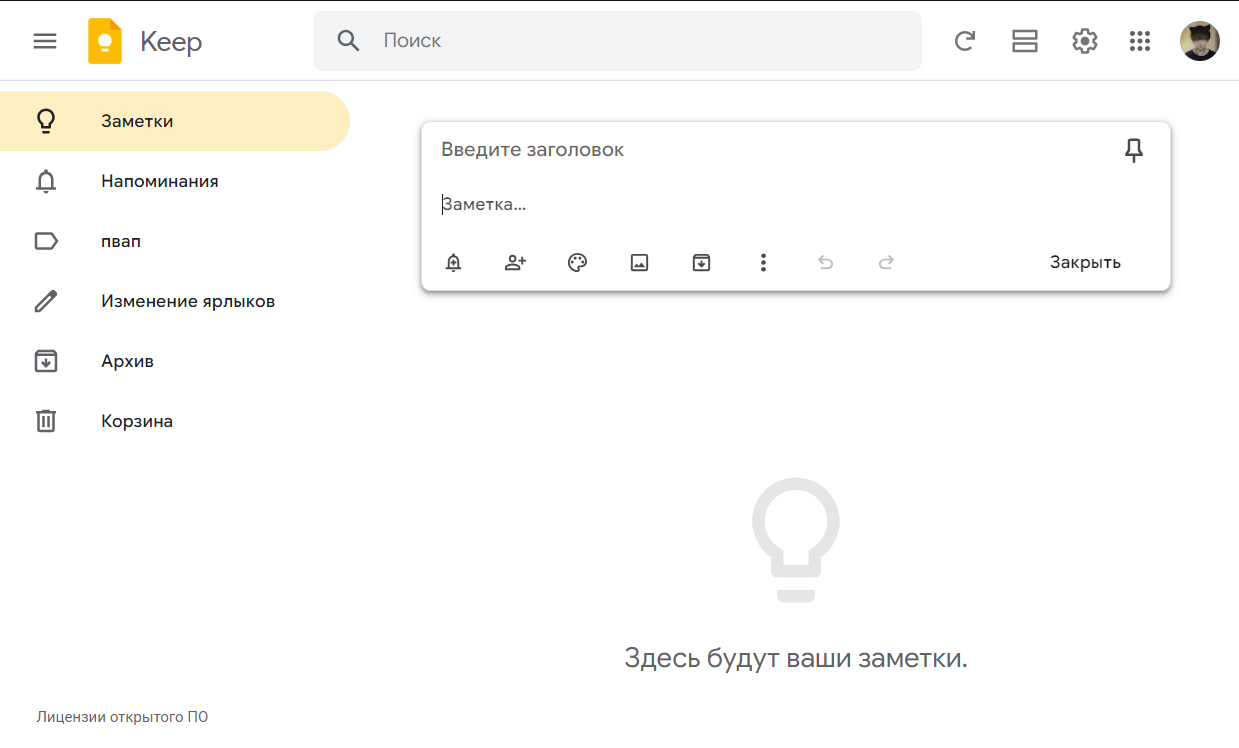 Keep
Поиск
Заметки
Напоминания
пвап
Изменение ярлыков
Архив
Корзина
Введите заголовок
Заметка...
Закрыть
Здесь будут ваши заметки.
Лицензии открытого ПО